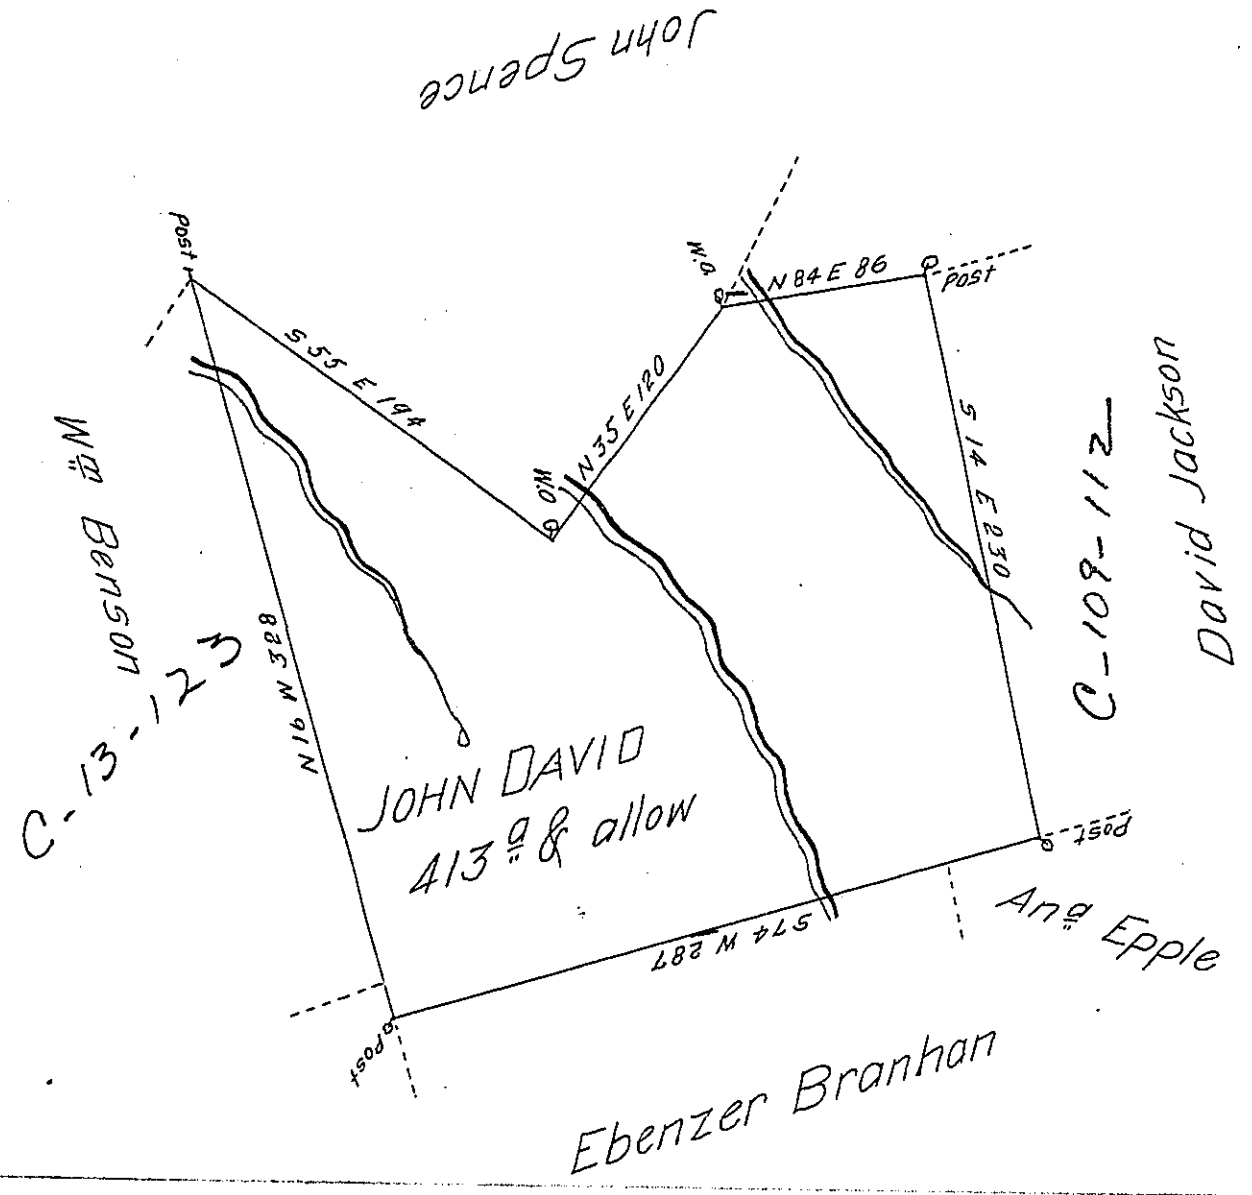 John Spence
Post
S 55 E 194
W.O
N 35 E 120
W.O.
N 84 E 86
Post
S 14 E 230
C-109-112
David Jackson
Post
Anª Epple
S 74 W 287
Ebenzer Branhan
Post
N 16 W 328
Wm Benson
C-13-123
JOHN DAVID
413 a & allow